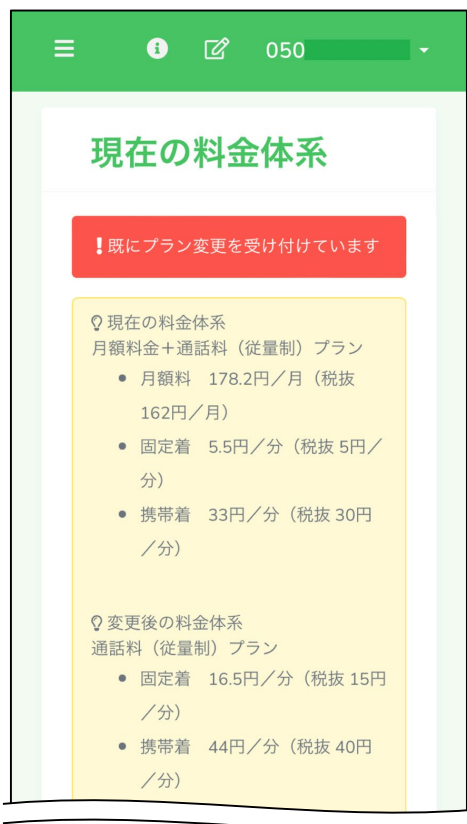 050
現在の料金体系
既にプラン変更を受け付けています
現在の料金体系
月額料金＋通話料（従量制）プラン
• 月額料　178.2円／月（税抜
162円／月）
• 固定着　5.5円／分（税抜 5円／
分）
• 携帯着　33円／分（税抜 30円
／分）
変更後の料金体系
通話料（従量制）プラン
• 固定着　16.5円／分（税抜 15円
／分）
• 携帯着　44円／分（税抜 40円
／分）